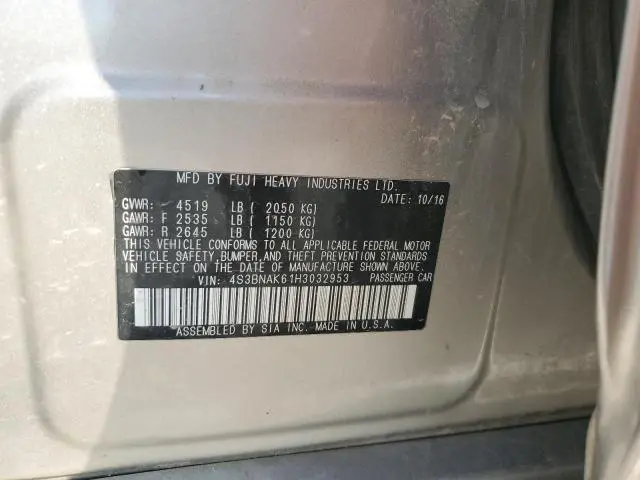 MFD BY FUJI HEAVY INDUSTRIES LTD.
DATE: 10/16
GVWR: 4519 LB ( 2050 KG)
GAWR: F 2535 LB ( 1150 KG)
GAWR: R 2645 LB ( 1200 KG)
THIS VEHICLE CONFORMS TO ALL APPLICABLE FEDERAL MOTOR
VEHICLE SAFETY, BUMPER, AND THEFT PREVENTION STANDARDS
IN EFFECT ON THE DATE OF MANUFACTURE SHOWN ABOVE.
VIN: 4S3BNAK61H3032953 PASSENGER CAR
ASSEMBLED BY SIA INC.-MADE IN U.S.A.